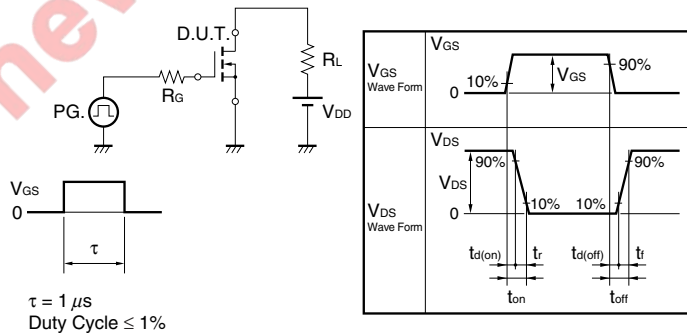 new
D.U.T.
RL
RG
PG.
VDD
VGS
0
τ
τ = 1 μs
Duty Cycle ≤ 1%
VGS
Wave Form
VGS
10%
0
VGS
90%
VDS
Wave Form
VDS
90%
VDS
0
10%
10%
90%
td(on)
tr
td(off)
tf
ton
toff